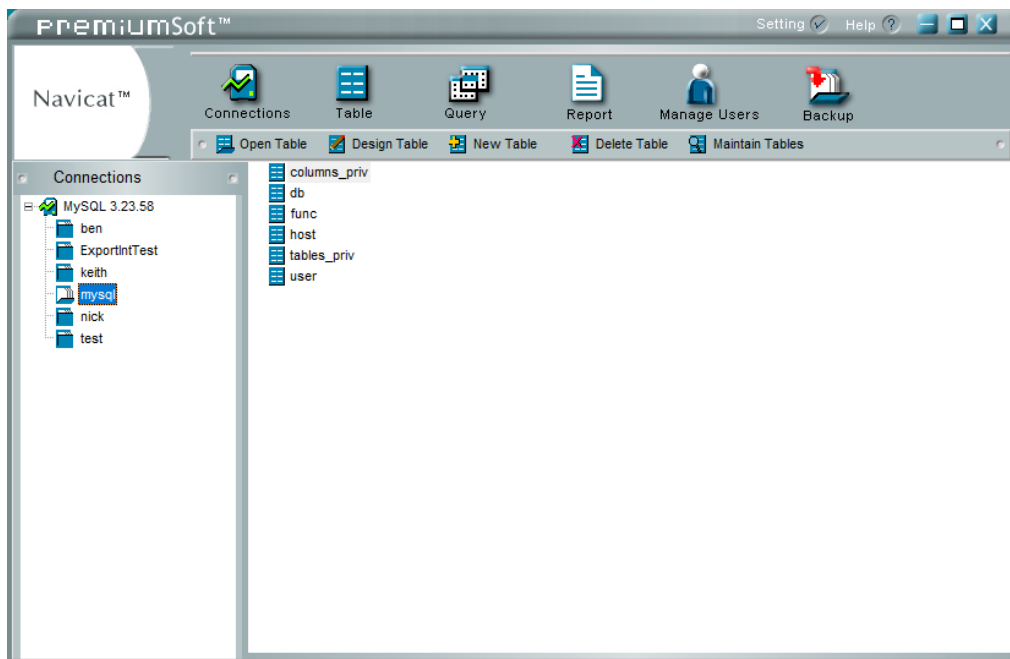 PremiumSoft™ Setting Help ?
Navicat™
Connections Table Query Report Manage Users Backup
Open Table Design Table New Table Delete Table Maintain Tables
Connections
MySQL 3.23.58
ben
ExportIntTest
keith
mysql
nick
test
columns_priv
db
func
host
tables_priv
user